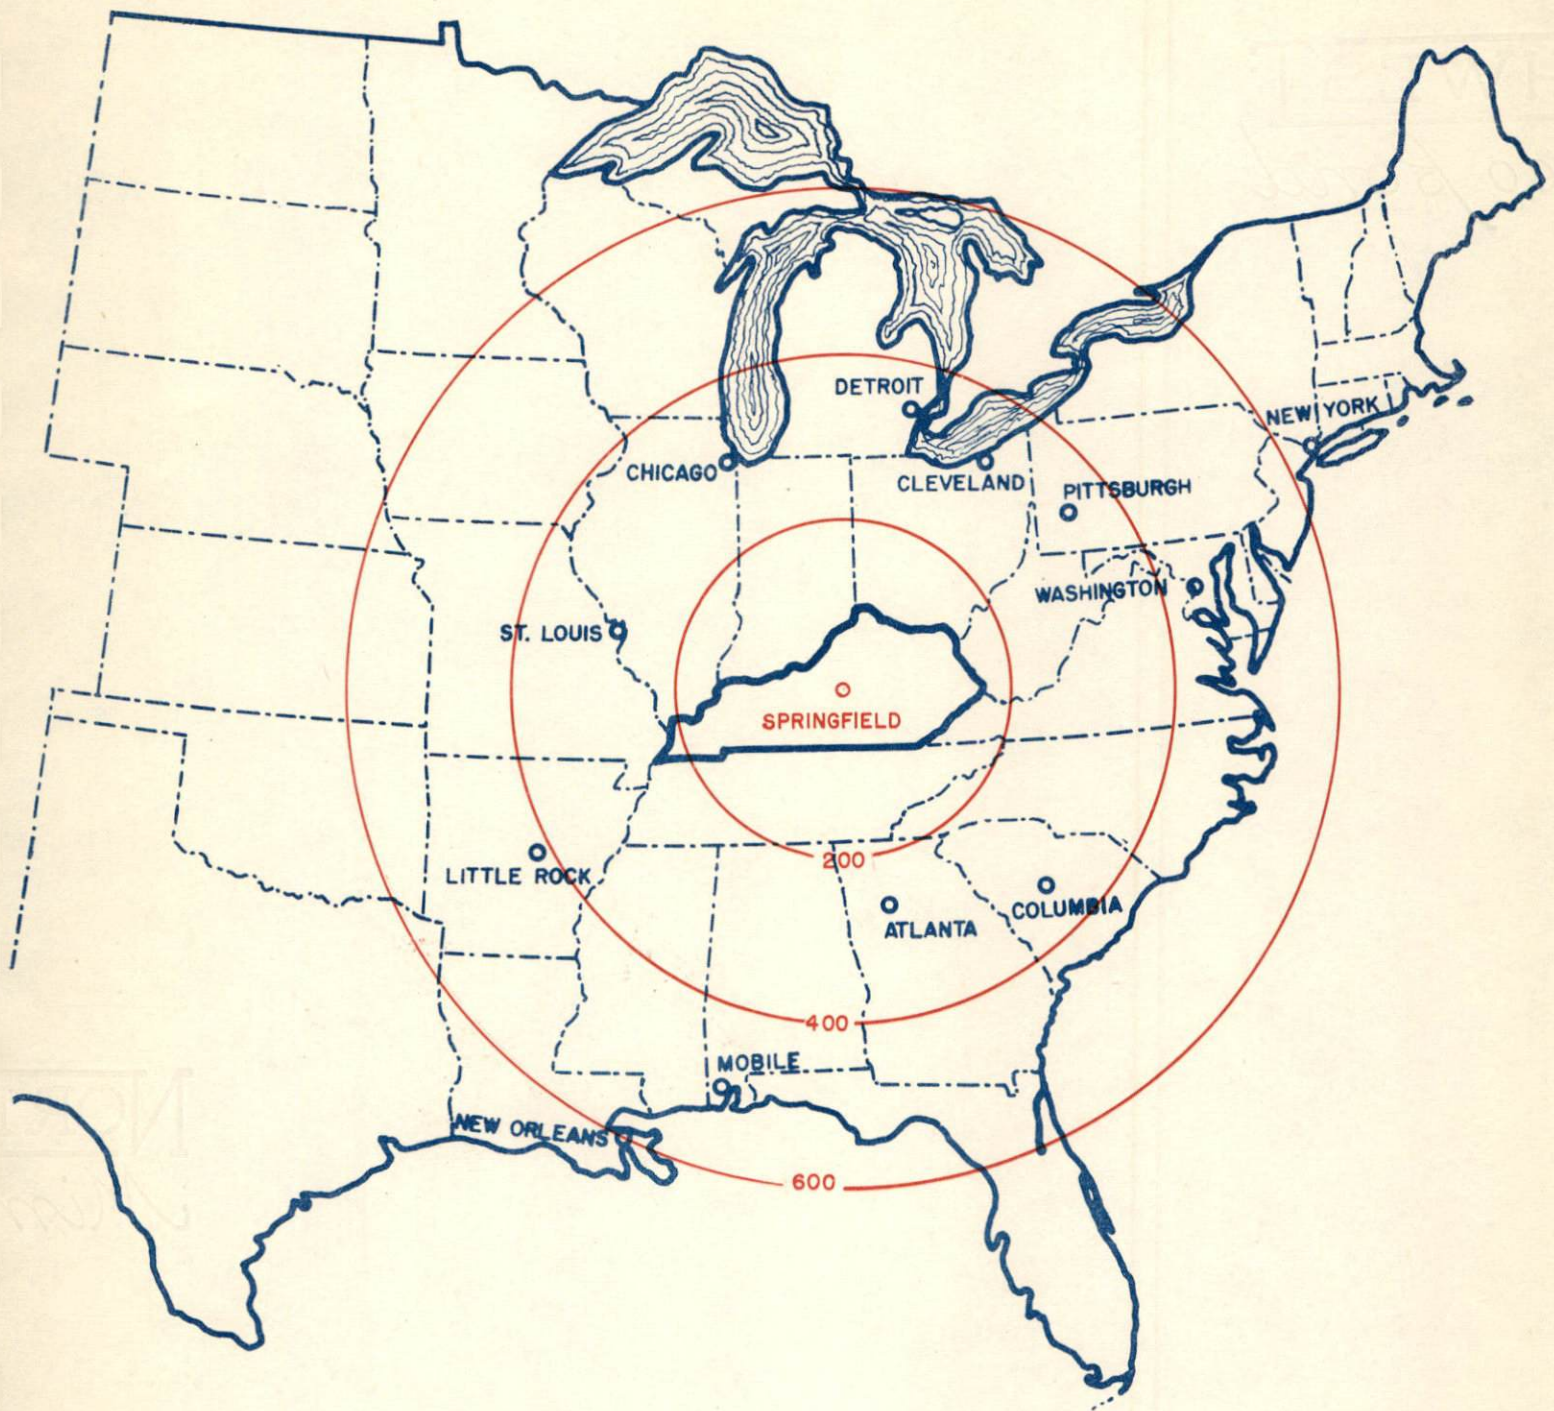 DETROIT
NEW YORK
CHICAGO
CLEVELAND
PITTSBURGH
WASHINGTON
ST. LOUIS
SPRINGFIELD
200
LITTLE ROCK
COLUMBIA
ATLANTA
400
MOBILE
NEW ORLEANS
600